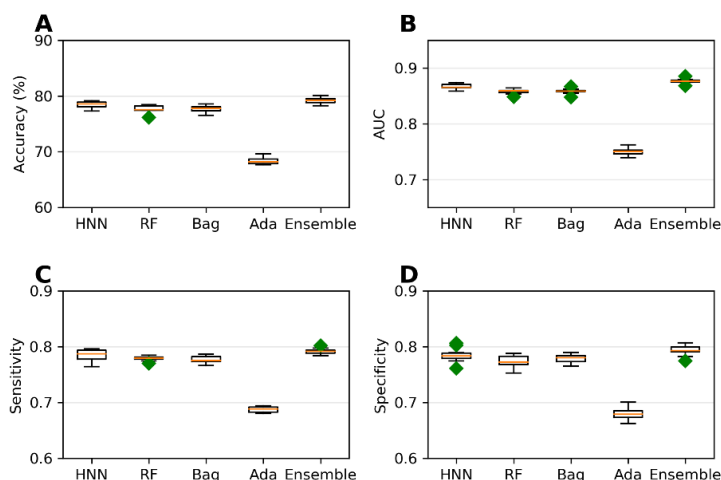 A
Accuracy (%)
90
80
70
60
HNN RF Bag Ada Ensemble
B
AUC
0.9
0.8
0.7
HNN RF Bag Ada Ensemble
C
Sensitivity
0.9
0.8
0.7
0.6
HNN RF Bag Ada Ensemble
D
Specificity
0.9
0.8
0.7
0.6
HNN RF Bag Ada Ensemble